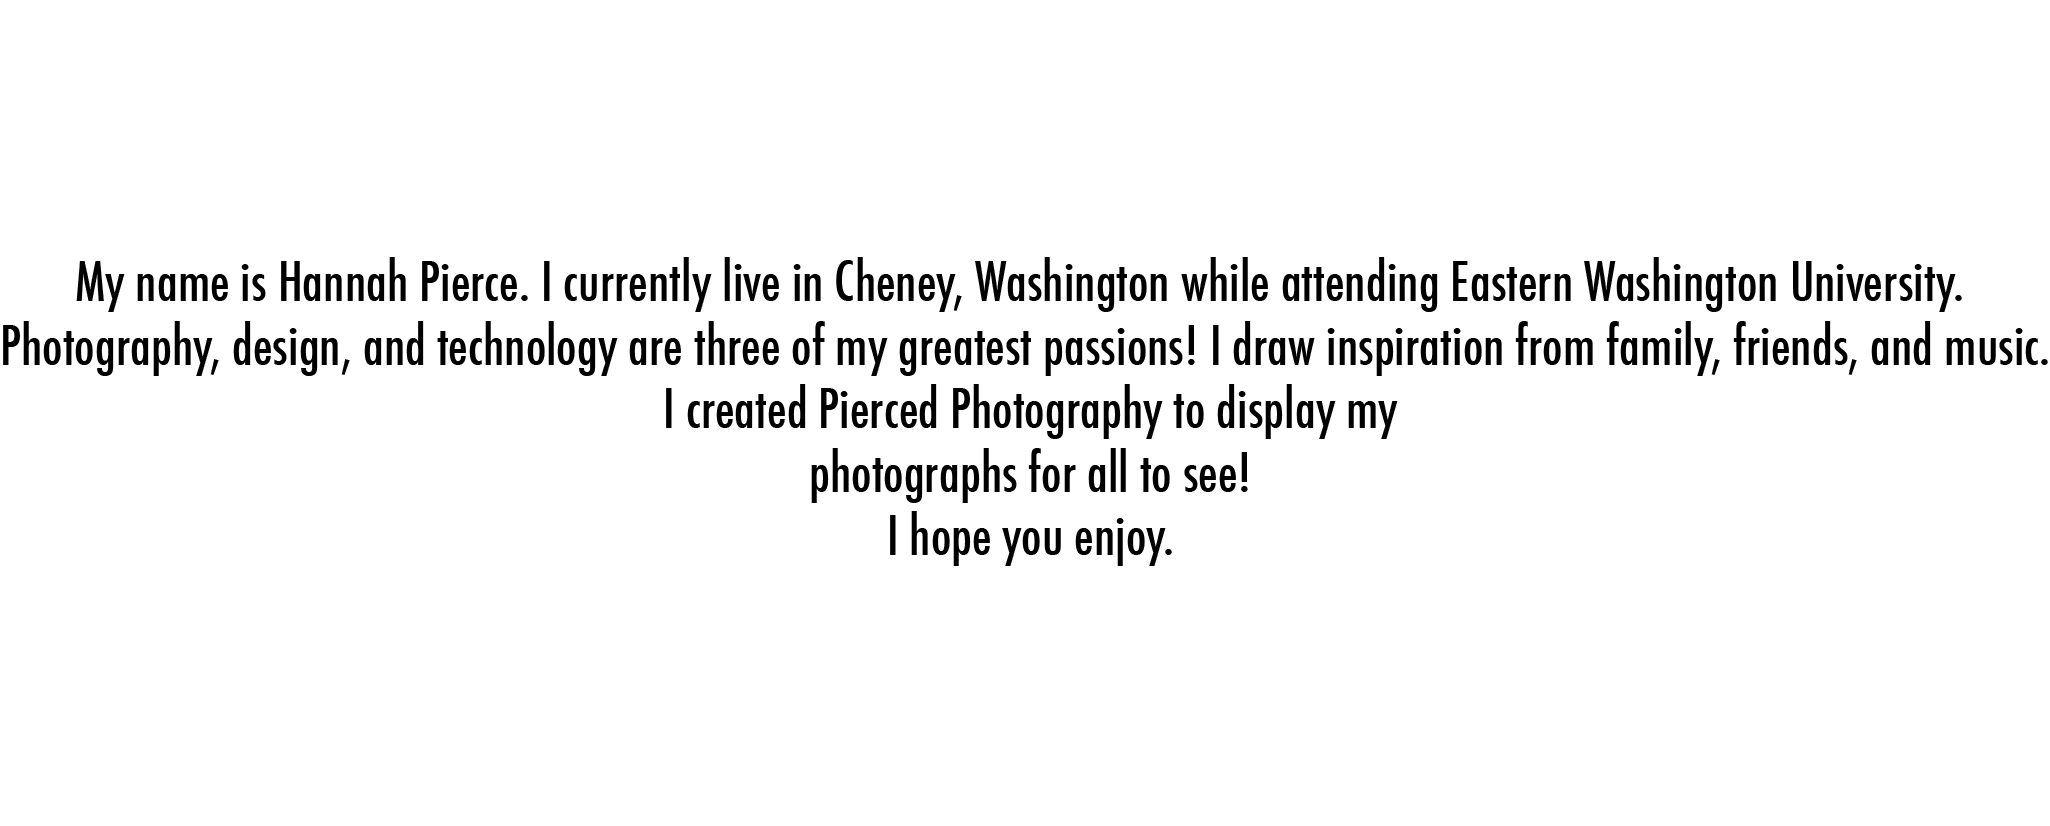 My name is Hannah Pierce. I currently live in Cheney, Washington while attending Eastern Washington University.
Photography, design, and technology are three of my greatest passions! I draw inspiration from family, friends, and music.
I created Pierced Photography to display my
photographs for all to see!
I hope you enjoy.